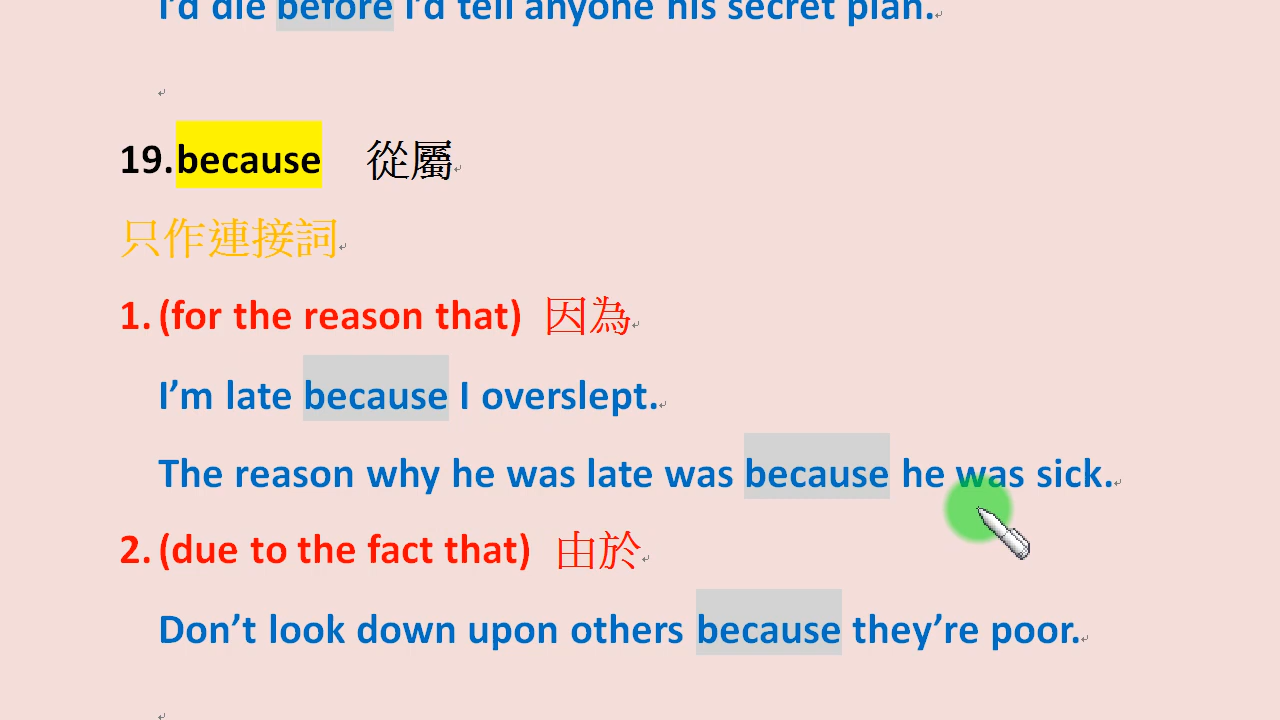 I'd die before I'd tell anyone his secret plan.
19.because 從屬
只作連接詞
1. (for the reason that) 因為
I’m late because I overslept.
The reason why he was late was because he was sick.
2. (due to the fact that) 由於
Don’t look down upon others because they’re poor.